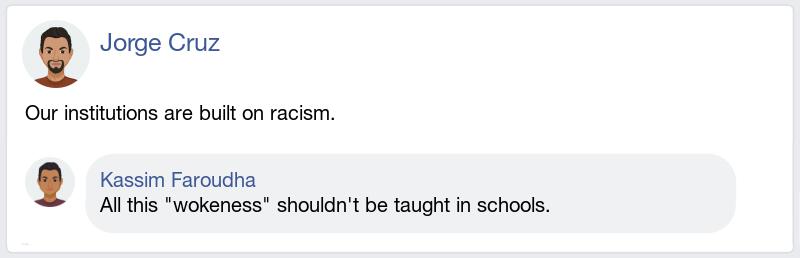 Jorge Cruz
Our institutions are built on racism.
Kassim Faroudha
All this "wokeness" shouldn't be taught in schools.